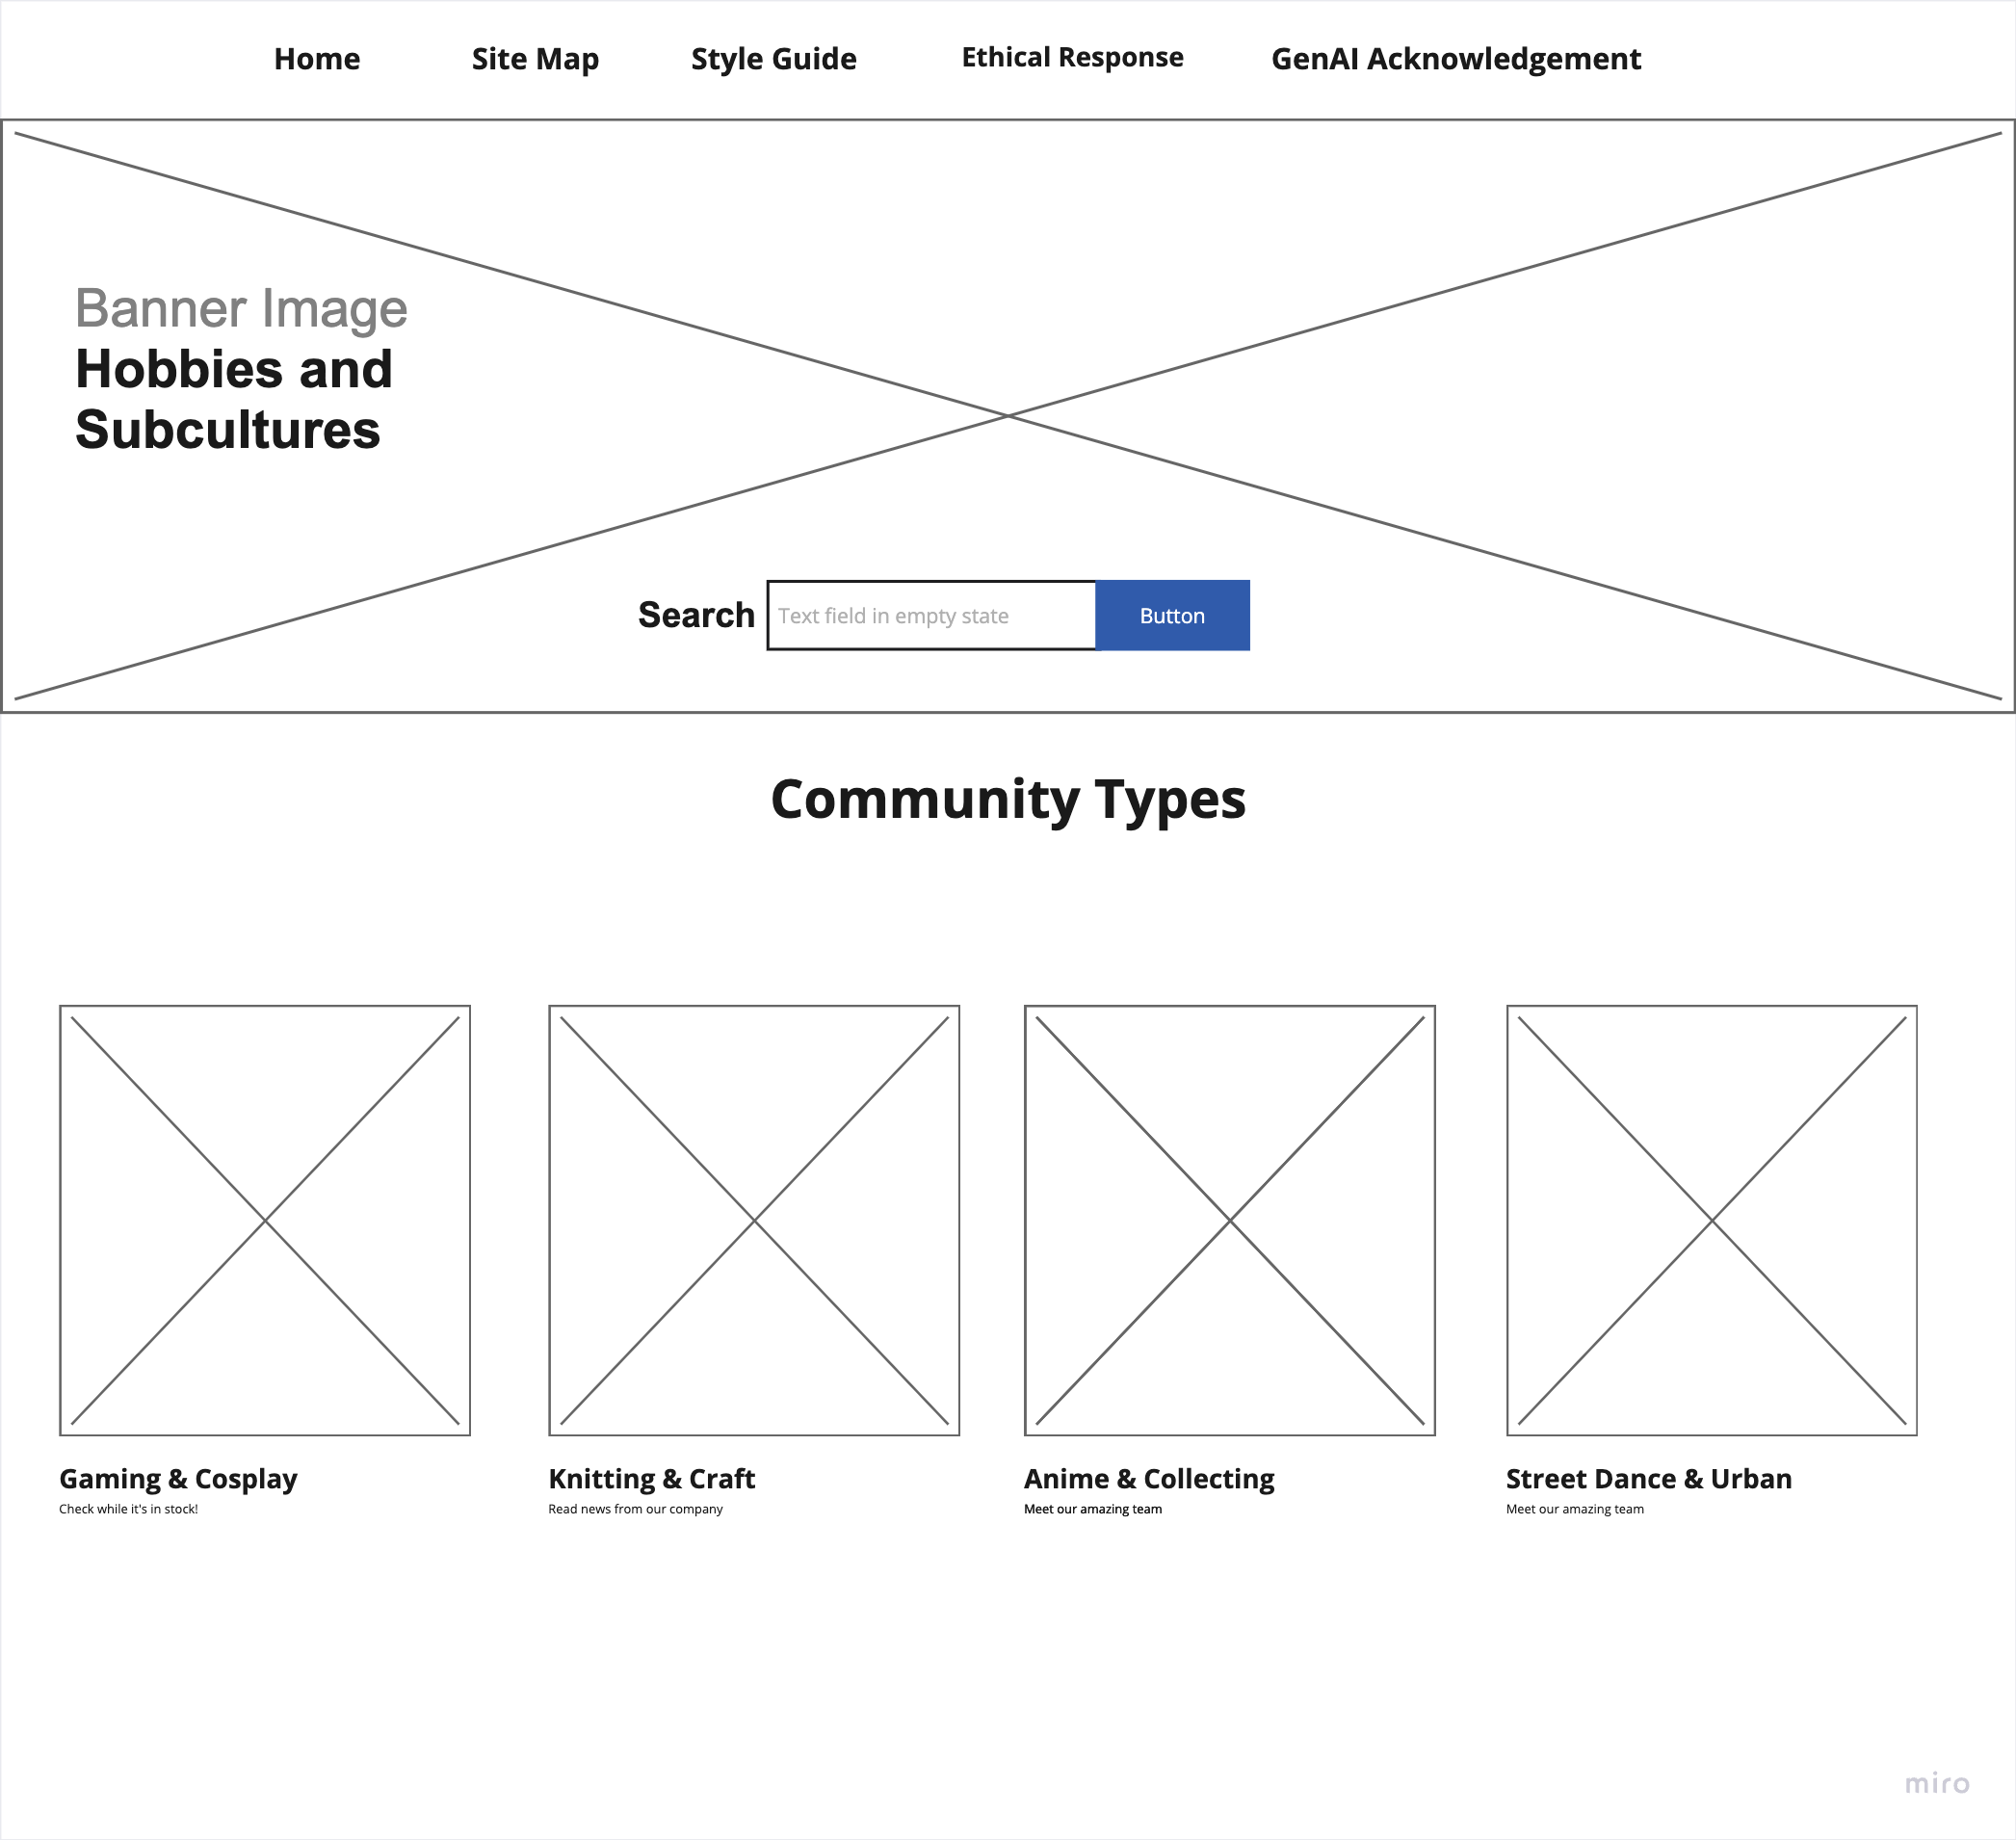 Home Site Map Style Guide Ethical Response GenAI Acknowledgement
Banner Image
Hobbies and
Subcultures
Search Text field in empty state Button
Community Types
Gaming & Cosplay
Check while it's in stock!
Knitting & Craft
Read news from our company
Anime & Collecting
Meet our amazing team
Street Dance & Urban
Meet our amazing team
miro